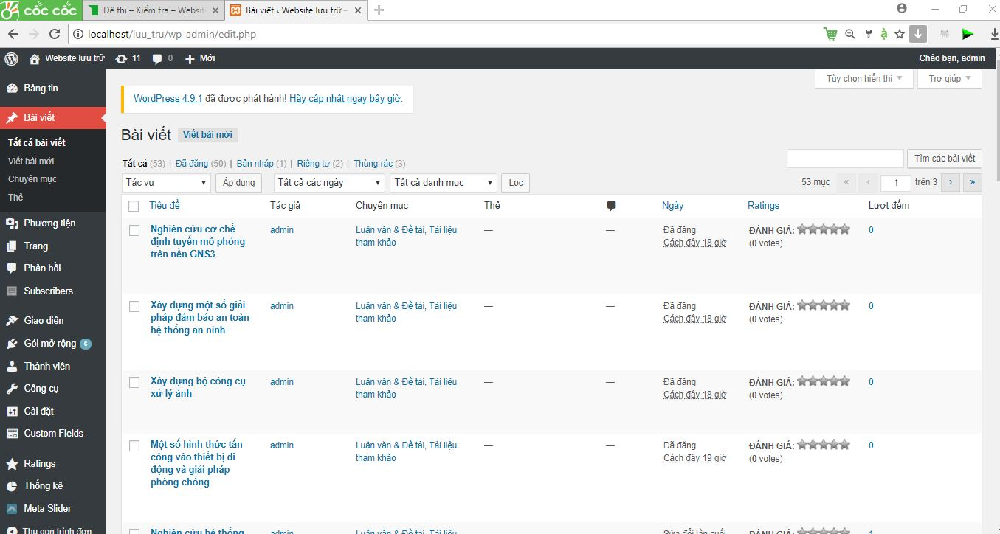 cốc cốc
Đề thi – Kiểm tra – Websit
Bài viết ‹ Website lưu trữ –
localhost/luu_tru/wp-admin/edit.php
Website lưu trữ 11 0 Mới
Chào bạn, admin
Tùy chọn hiển thị
Trợ giúp
Bảng tin
Bài viết
Tất cả bài viết
Viết bài mới
Chuyên mục
Thẻ
Phương tiện
Trang
Phản hồi
Subscribers
Giao diện
Gói mở rộng 6
Thành viên
Công cụ
Cài đặt
Custom Fields
Ratings
Thống kê
Meta Slider
Thu gọn trình đơn
WordPress 4.9.1 đã được phát hành! Hãy cập nhật ngay bây giờ.
Bài viết Viết bài mới
Tất cả (53) | Đã đăng (50) | Bản nháp (1) | Riêng tư (2) | Thùng rác (3)
Tìm các bài viết
Tác vụ Áp dụng Tất cả các ngày Tất cả danh mục Lọc
53 mục « ‹ 1 trên 3 › »
Tiêu đề Tác giả Chuyên mục Thẻ Ngày Ratings Lượt đếm
Nghiên cứu cơ chế
định tuyến mô phỏng
trên nền GNS3
admin
Luận văn & Đề tài, Tài liệu
tham khảo
—
—
Đã đăng
Cách đây 18 giờ
ĐÁNH GIÁ:
(0 votes)
0
Xây dựng một số giải
pháp đảm bảo an toàn
hệ thống an ninh
admin
Luận văn & Đề tài, Tài liệu
tham khảo
—
—
Đã đăng
Cách đây 18 giờ
ĐÁNH GIÁ:
(0 votes)
0
Xây dựng bộ công cụ
xử lý ảnh
admin
Luận văn & Đề tài, Tài liệu
tham khảo
—
—
Đã đăng
Cách đây 18 giờ
ĐÁNH GIÁ:
(0 votes)
0
Một số hình thức tấn
công vào thiết bị di
động và giải pháp
phòng chống
admin
Luận văn & Đề tài, Tài liệu
tham khảo
—
—
Đã đăng
Cách đây 19 giờ
ĐÁNH GIÁ:
(0 votes)
0
Nghiên cứu hệ thống
admin
Luận văn & Đề tài, Tài liệu
—
—
Sửa đổi lần cuối
ĐÁNH GIÁ:
1